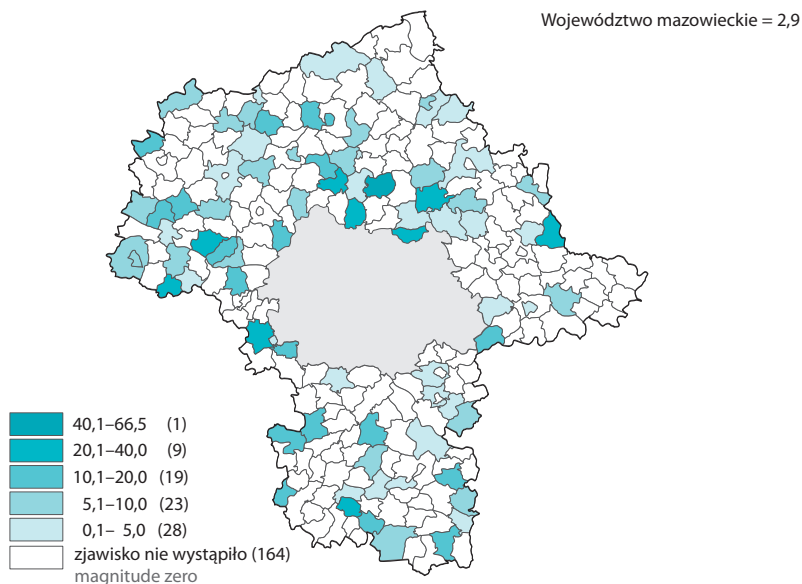 Województwo mazowieckie = 2,9
40,1–66,5 (1)
20,1–40,0 (9)
10,1–20,0 (19)
5,1–10,0 (23)
0,1– 5,0 (28)
zjawisko nie wystąpiło (164)
magnitude zero